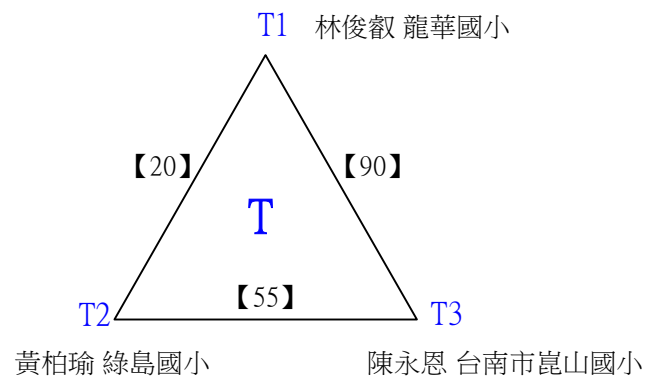 T1 林俊叡 龍華國小
【20】 【90】
T
【55】
T2 T3
黃柏瑜 綠島國小 陳永恩 台南市崑山國小